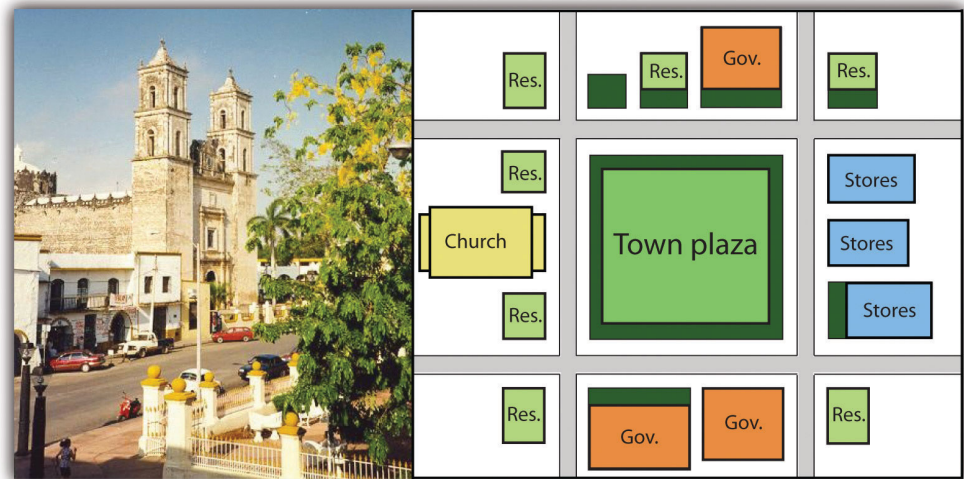 Res.
Res.
Gov.
Res.
Res.
Church
Town plaza
Stores
Stores
Res.
Stores
Res.
Gov.
Gov.
Res.